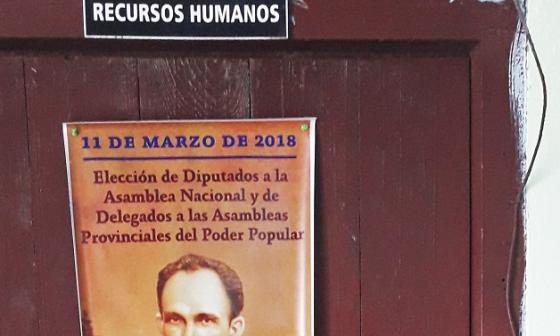 RECURSOS HUMANOS
11 DE MARZO DE 2018
Elección de Diputados a la
Asamblea Nacional y de
Delegados a las Asambleas
Provinciales del Poder Popular